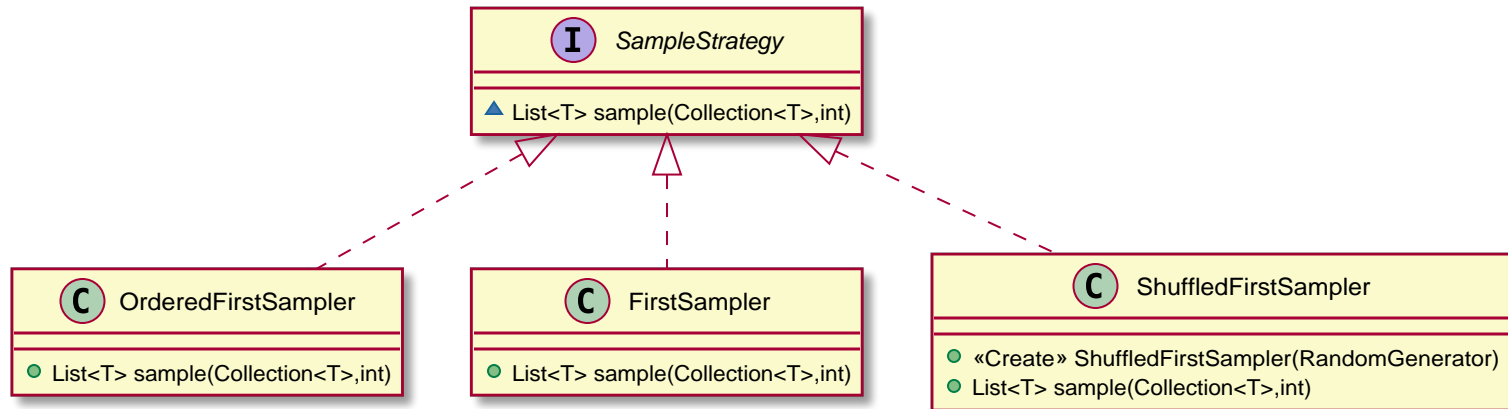 I SampleStrategy
List<T> sample(Collection<T>,int)
C OrderedFirstSampler
List<T> sample(Collection<T>,int)
C FirstSampler
List<T> sample(Collection<T>,int)
C ShuffledFirstSampler
«Create» ShuffledFirstSampler(RandomGenerator)
List<T> sample(Collection<T>,int)